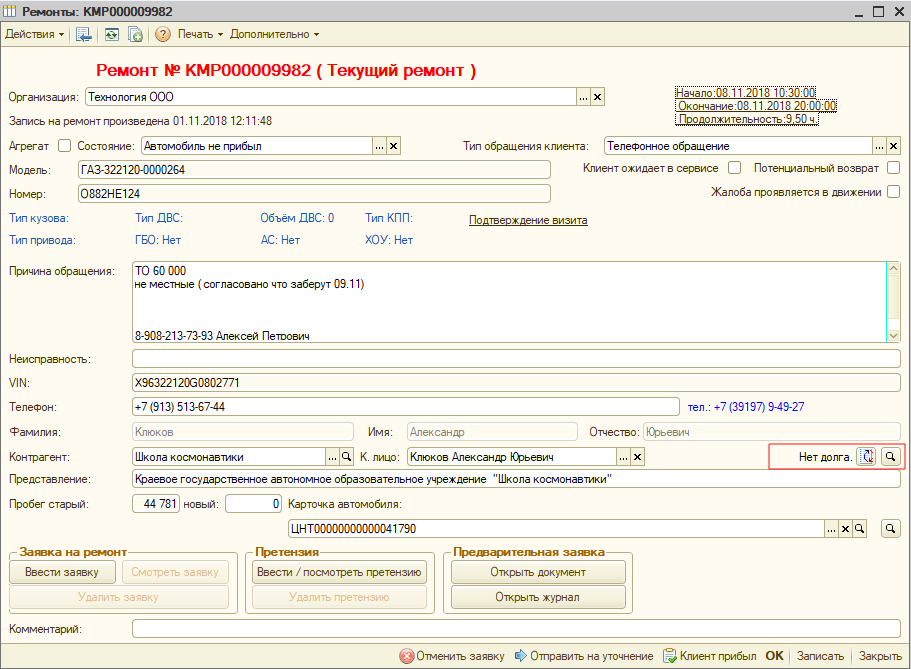 Ремонты: КМР000009982
Действия Печать Дополнительно
Ремонт № КМР000009982 ( Текущий ремонт )
Организация: Технология ООО ... Начало:08.11.2018 10:30:00
Окончание:08.11.2018 20:00:00
Запись на ремонт произведена 01.11.2018 12:11:48 Продолжительность:9,50 ч.
Агрегат Состояние: Автомобиль не прибыл ... Тип обращения клиента: Телефонное обращение ...
Модель: ГАЗ-322120-0000264 Клиент ожидает в сервисе Потенциальный возврат
Номер: О882НЕ124 Жалоба проявляется в движении
Тип кузова: Тип ДВС: Объём ДВС: 0 Тип КПП: Подтверждение визита
Тип привода: ГБО: Нет АС: Нет ХОУ: Нет
Причина обращения: ТО 60 000
не местные ( согласовано что заберут 09.11)
8-908-213-73-93 Алексей Петрович
Неисправность:
VIN: X96322120G0802771
Телефон: +7 (913) 513-67-44 тел.: +7 (39197) 9-49-27
Фамилия: Клюков Имя: Александр Отчество: Юрьевич
Контрагент: Школа космонавтики ... К. лицо: Клюков Александр Юрьевич ... Нет долга.
Представление: Краевое государственное автономное образовательное учреждение "Школа космонавтики"
Пробег старый: 44 781 новый: 0 Карточка автомобиля:
ЦНТ00000000000041790 ...
Заявка на ремонт Претензия Предварительная заявка
Ввести заявку Смотреть заявку Ввести / посмотреть претензию Открыть документ
Удалить заявку Удалить претензию Открыть журнал
Комментарий:
Отменить заявку Отправить на уточнение Клиент прибыл OK Записать Закрыть